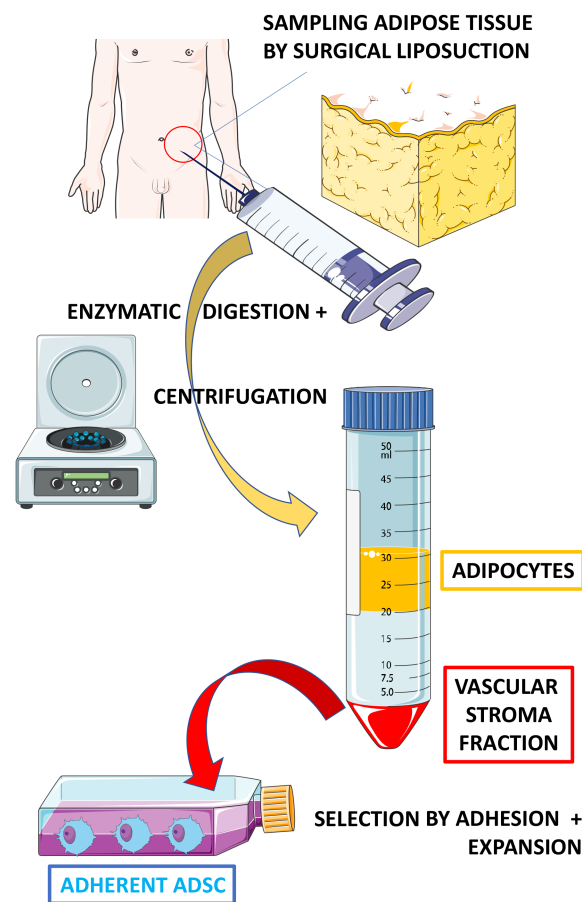 SAMPLING ADIPOSE TISSUE
BY SURGICAL LIPOSUCTION
ENZYMATIC DIGESTION +
CENTRIFUGATION
50
ml
45
40
35
30
25
20
15
10
7.5
5.0
ADIPOCYTES
VASCULAR
STROMA
FRACTION
SELECTION BY ADHESION +
EXPANSION
ADHERENT ADSC